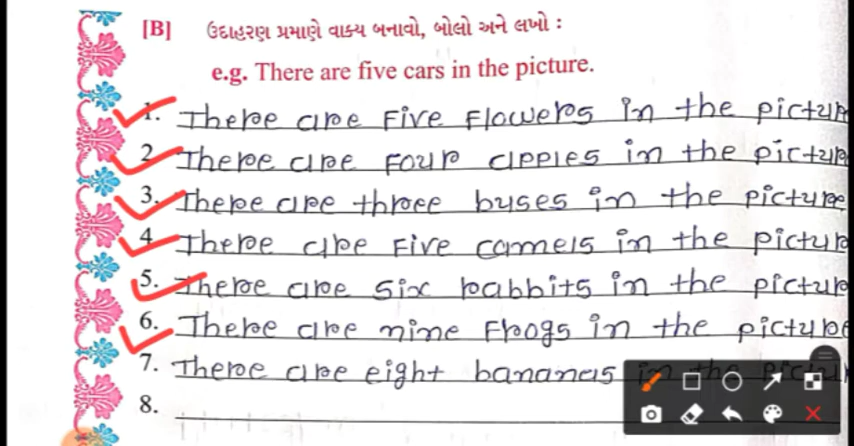 [B] ઉદાહરણ પ્રમાણે વાક્ય બનાવો, બોલો અને લખો :
e.g. There are five cars in the picture.
1. There are five flowers in the pictur
2. There are four apples in the picture
3. There are three buses in the picture
4. There are five camels in the pictur
5. There are six rabbits in the pictur
6. There are nine frogs in the picture
7. There are eight bananas in the pictur
8.